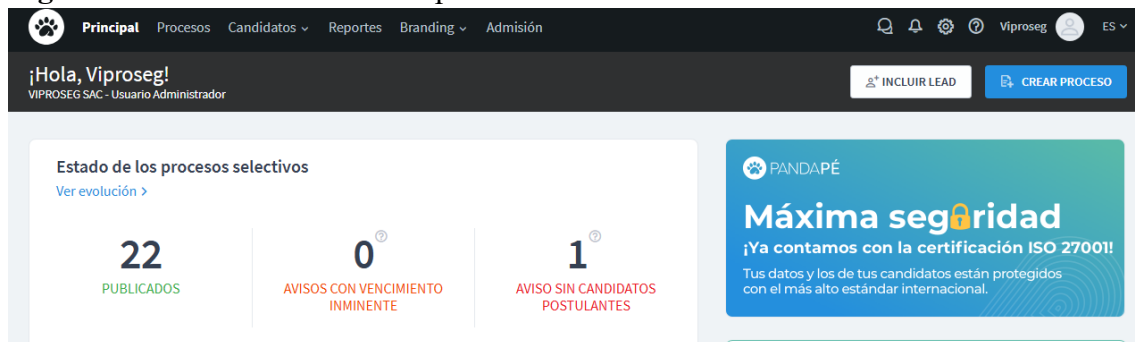 Principal Procesos Candidatos Reportes Branding Admisión Viproseg ES
¡Hola, Viproseg!
VIPROSEG SAC - Usuario Administrador
INCLUIR LEAD
CREAR PROCESO
Estado de los procesos selectivos
Ver evolución >
22
PUBLICADOS
0
AVISOS CON VENCIMIENTO
INMINENTE
1
AVISO SIN CANDIDATOS
POSTULANTES
PANDAPÉ
Máxima seguridad
¡Ya contamos con la certificación ISO 27001!
Tus datos y los de tus candidatos están protegidos
con el más alto estándar internacional.